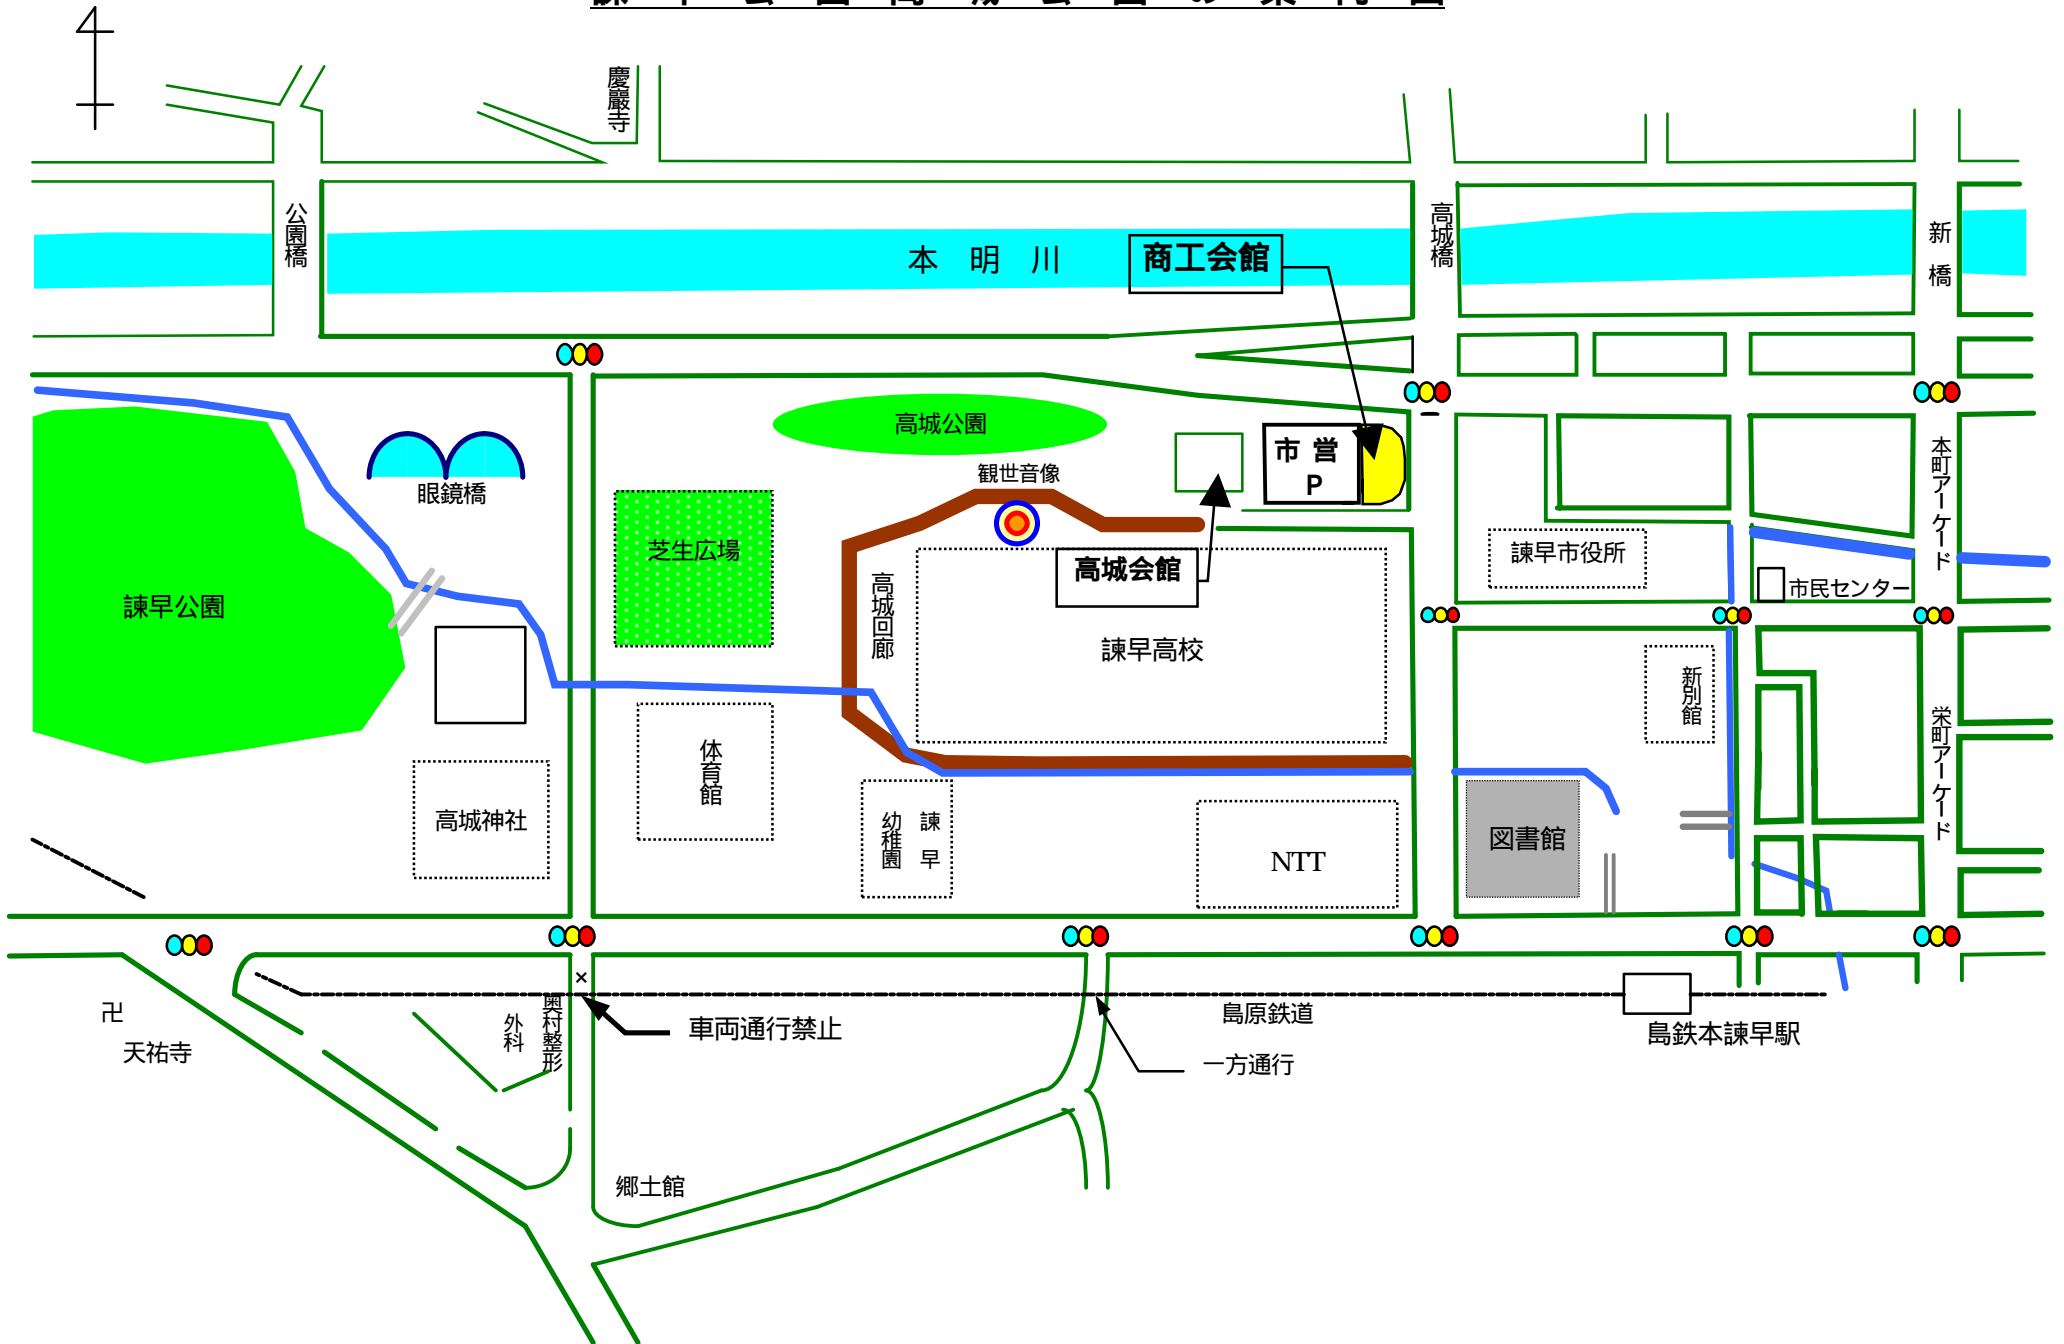 慶巖寺
公園橋
高城橋
新橋
本明川
商工会館
高城公園
市営
P
観世音像
眼鏡橋
芝生広場
諫早市役所
本町アーケード
高城会館
市民センター
諫早公園
高城回廊
諫早高校
新別館
栄町アーケード
体育館
高城神社
諫早
幼稚園
NTT
図書館
卍
天祐寺
×
奥村整形
外科
車両通行禁止
島原鉄道
一方通行
島鉄本諫早駅
郷土館